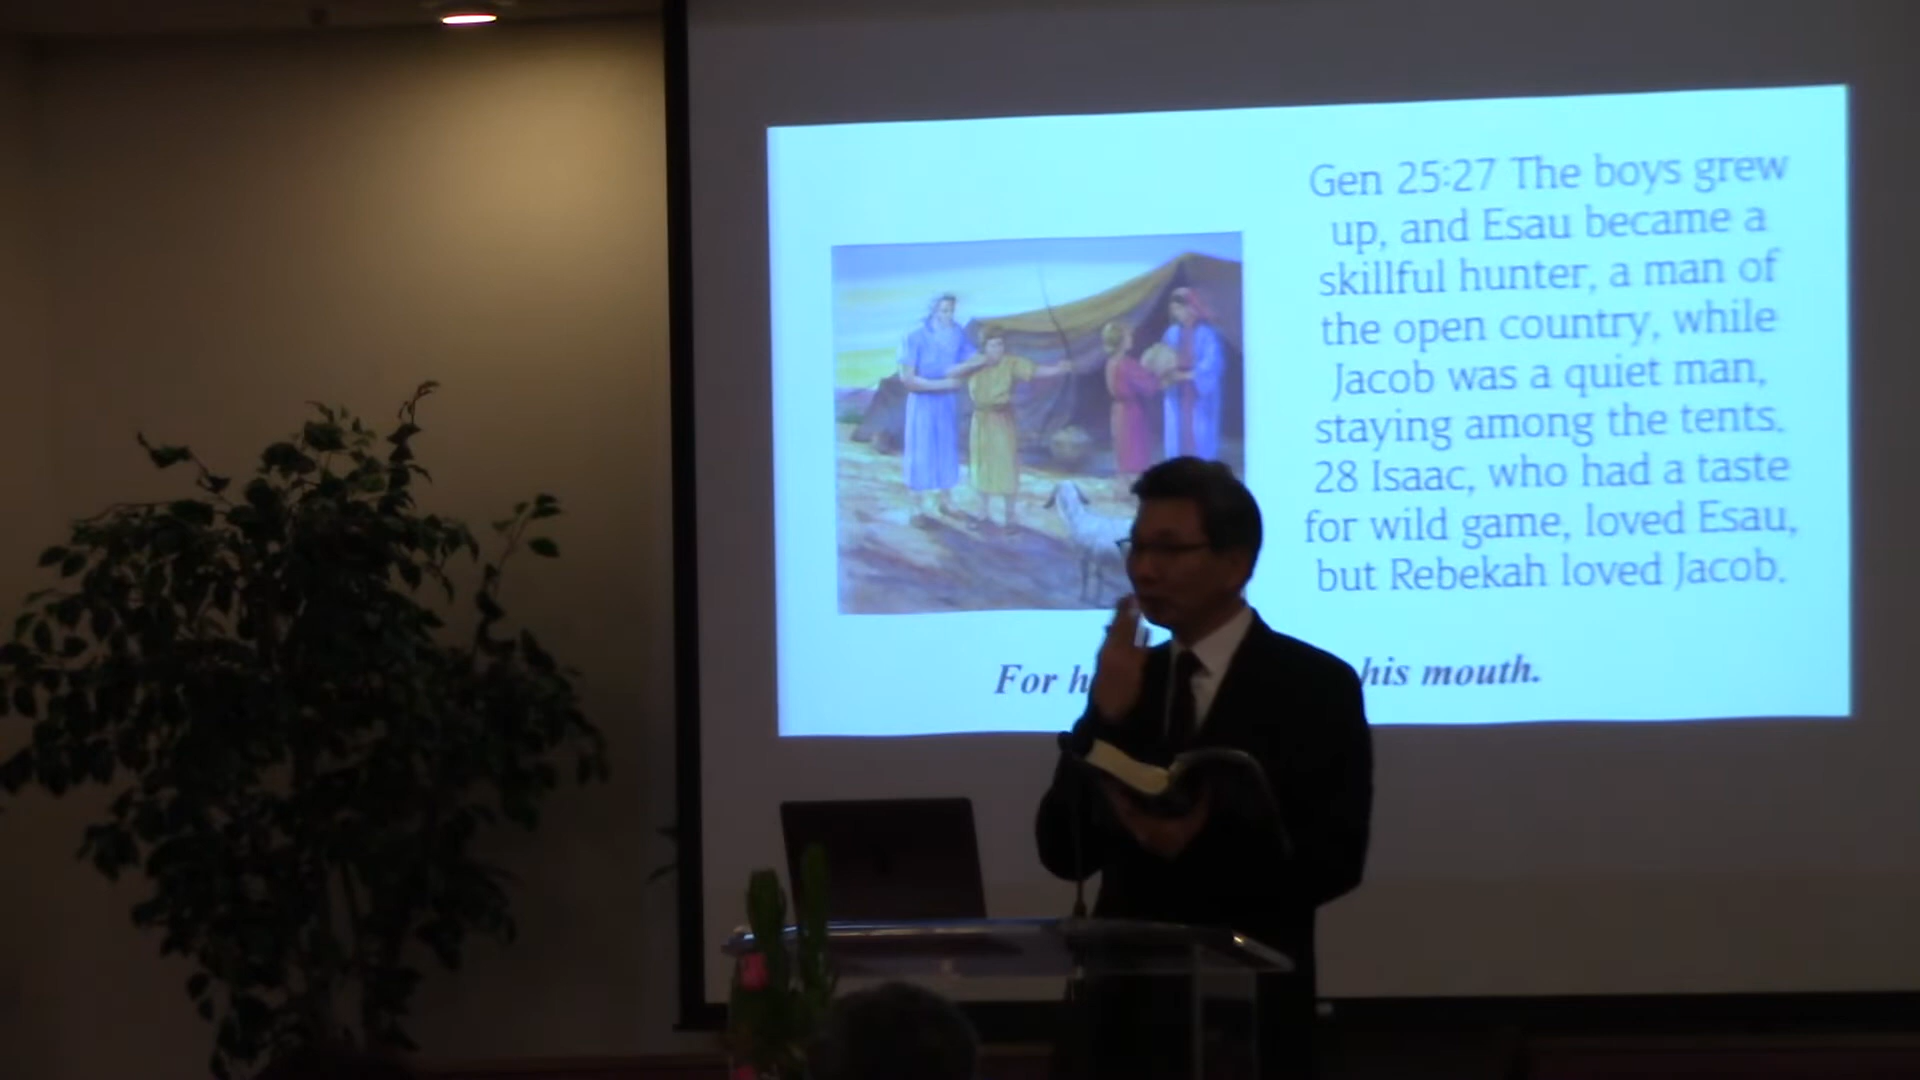 Gen 25:27 The boys grew
up, and Esau became a
skillful hunter, a man of
the open country, while
Jacob was a quiet man,
staying among the tents.
28 Isaac, who had a taste
for wild game, loved Esau,
but Rebekah loved Jacob.
For his mouth.